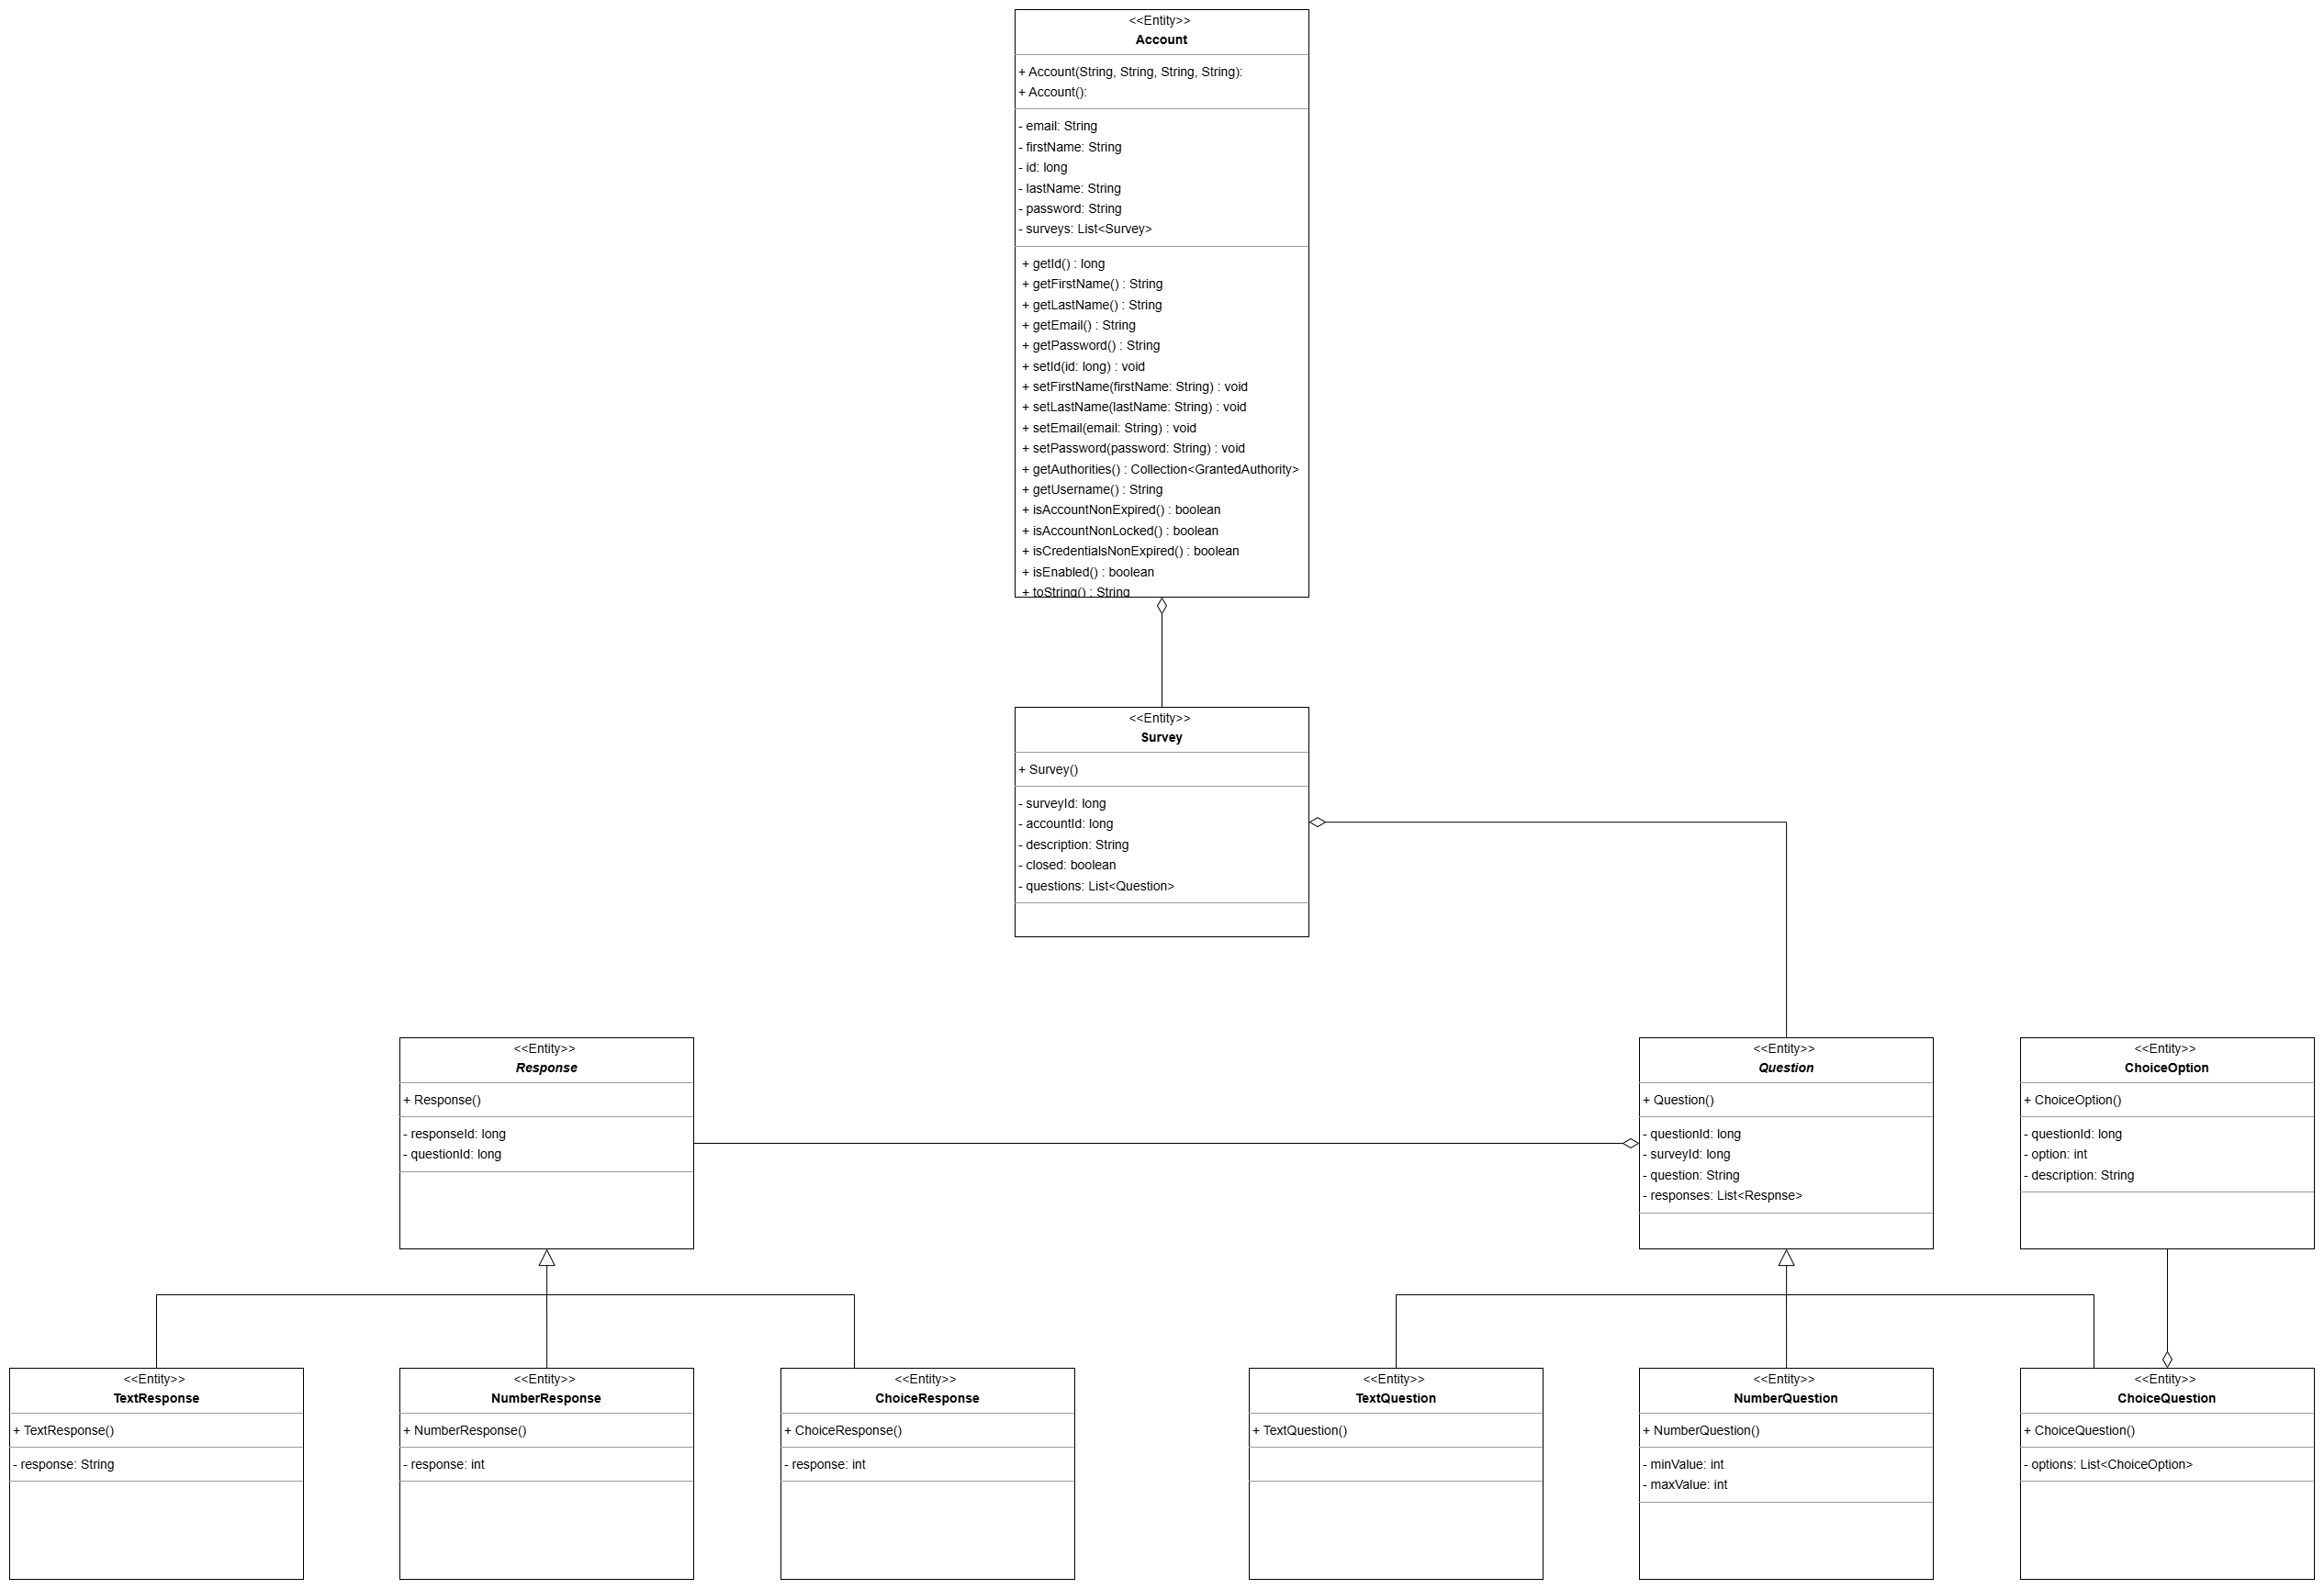 <<Entity>>
Account
+ Account(String, String, String, String):
+ Account():
- email: String
- firstName: String
- id: long
- lastName: String
- password: String
- surveys: List<Survey>
+ getId() : long
+ getFirstName() : String
+ getLastName() : String
+ getEmail() : String
+ getPassword() : String
+ setId(id: long) : void
+ setFirstName(firstName: String) : void
+ setLastName(lastName: String) : void
+ setEmail(email: String) : void
+ setPassword(password: String) : void
+ getAuthorities() : Collection<GrantedAuthority>
+ getUsername() : String
+ isAccountNonExpired() : boolean
+ isAccountNonLocked() : boolean
+ isCredentialsNonExpired() : boolean
+ isEnabled() : boolean
+ toString() : String
<<Entity>>
Survey
+ Survey()
- surveyId: long
- accountId: long
- description: String
- closed: boolean
- questions: List<Question>
<<Entity>>
Response
+ Response()
- responseId: long
- questionId: long
<<Entity>>
Question
+ Question()
- questionId: long
- surveyId: long
- question: String
- responses: List<Respnse>
<<Entity>>
ChoiceOption
+ ChoiceOption()
- questionId: long
- option: int
- description: String
<<Entity>>
TextResponse
+ TextResponse()
- response: String
<<Entity>>
NumberResponse
+ NumberResponse()
- response: int
<<Entity>>
ChoiceResponse
+ ChoiceResponse()
- response: int
<<Entity>>
TextQuestion
+ TextQuestion()
<<Entity>>
NumberQuestion
+ NumberQuestion()
- minValue: int
- maxValue: int
<<Entity>>
ChoiceQuestion
+ ChoiceQuestion()
- options: List<ChoiceOption>